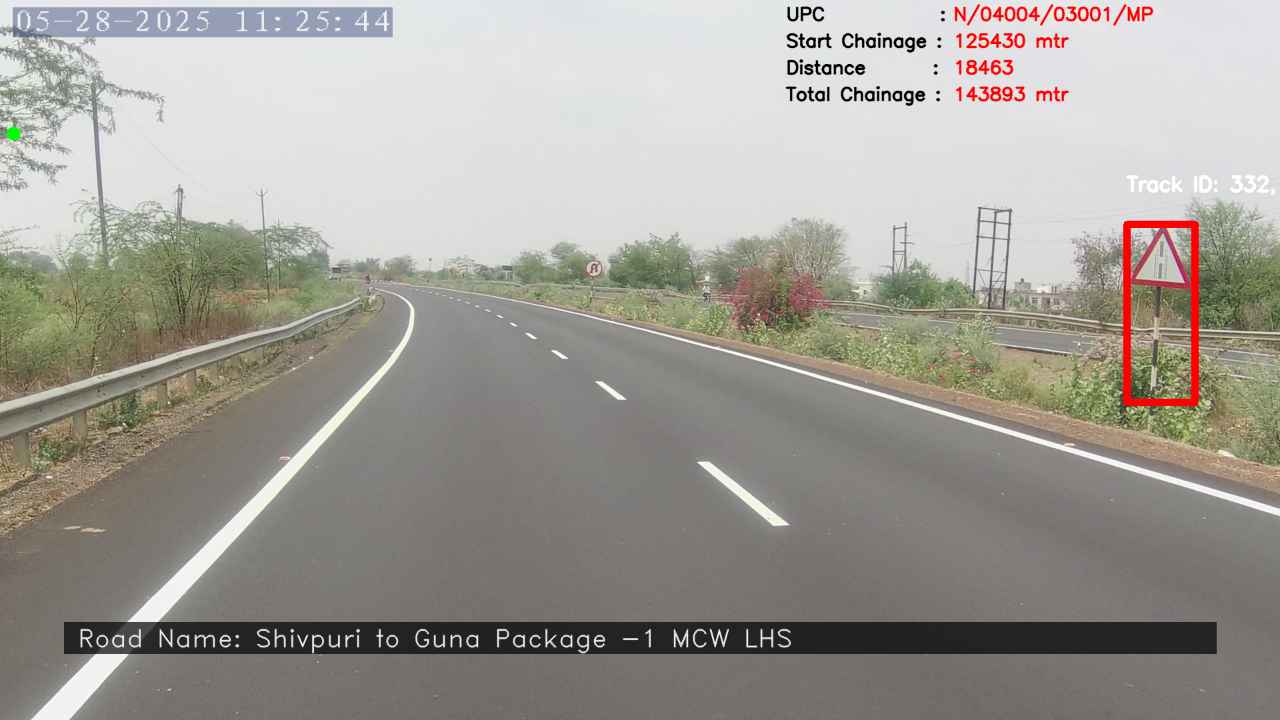 05-28-2025 11:25:44
UPC : N/04004/03001/MP
Start Chainage : 125430 mtr
Distance : 18463
Total Chainage : 143893 mtr
Track ID: 332,
Road Name: Shivpuri to Guna Package -1 MCW LHS